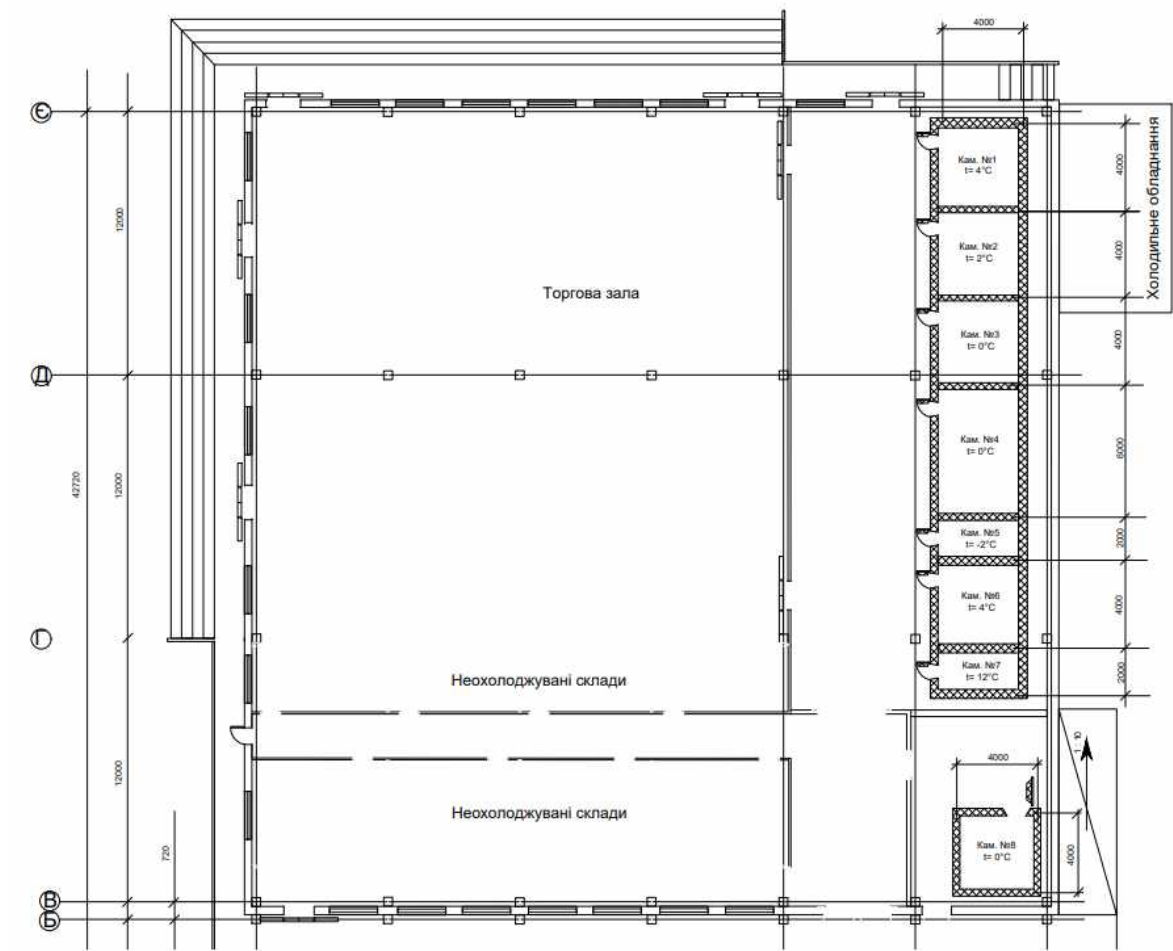 4000
Є
Кам. №1
t= 4°C
4000
Холодильне обладнання
12000
Кам. №2
t= 2°C
4000
Торгова зала
Кам. №3
t= 0°C
4000
Д
Кам. №4
t= 0°C
6000
42720
12000
Кам. №5
t= -2°C
2000
Кам. №6
t= 4°C
4000
Г
Кам. №7
t= 12°C
2000
Неохолоджувані склади
1 10
4000
12000
Неохолоджувані склади
Кам. №8
t= 0°C
4000
720
В
Б